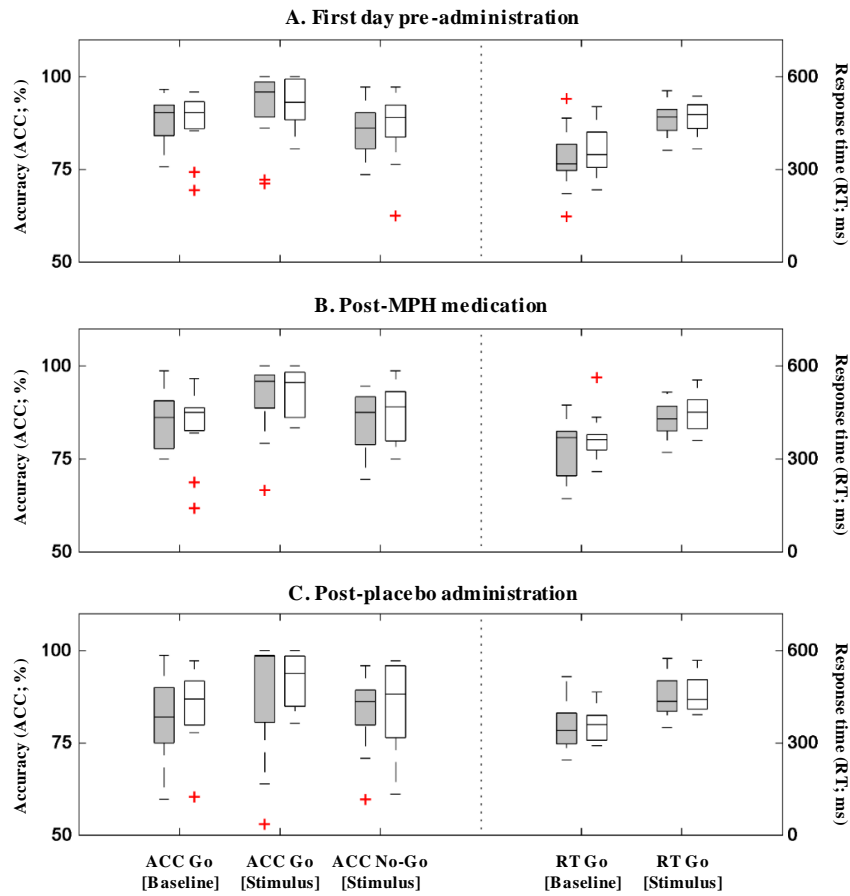 A. First day pre-administration
Accuracy (ACC; %)
100
75
50
600
300
0
Response time (RT; ms)
B. Post-MPH medication
Accuracy (ACC; %)
100
75
50
600
300
0
Response time (RT; ms)
C. Post-placebo administration
Accuracy (ACC; %)
100
75
50
600
300
0
Response time (RT; ms)
ACC Go
[Baseline]
ACC Go
[Stimulus]
ACC No-Go
[Stimulus]
RT Go
[Baseline]
RT Go
[Stimulus]